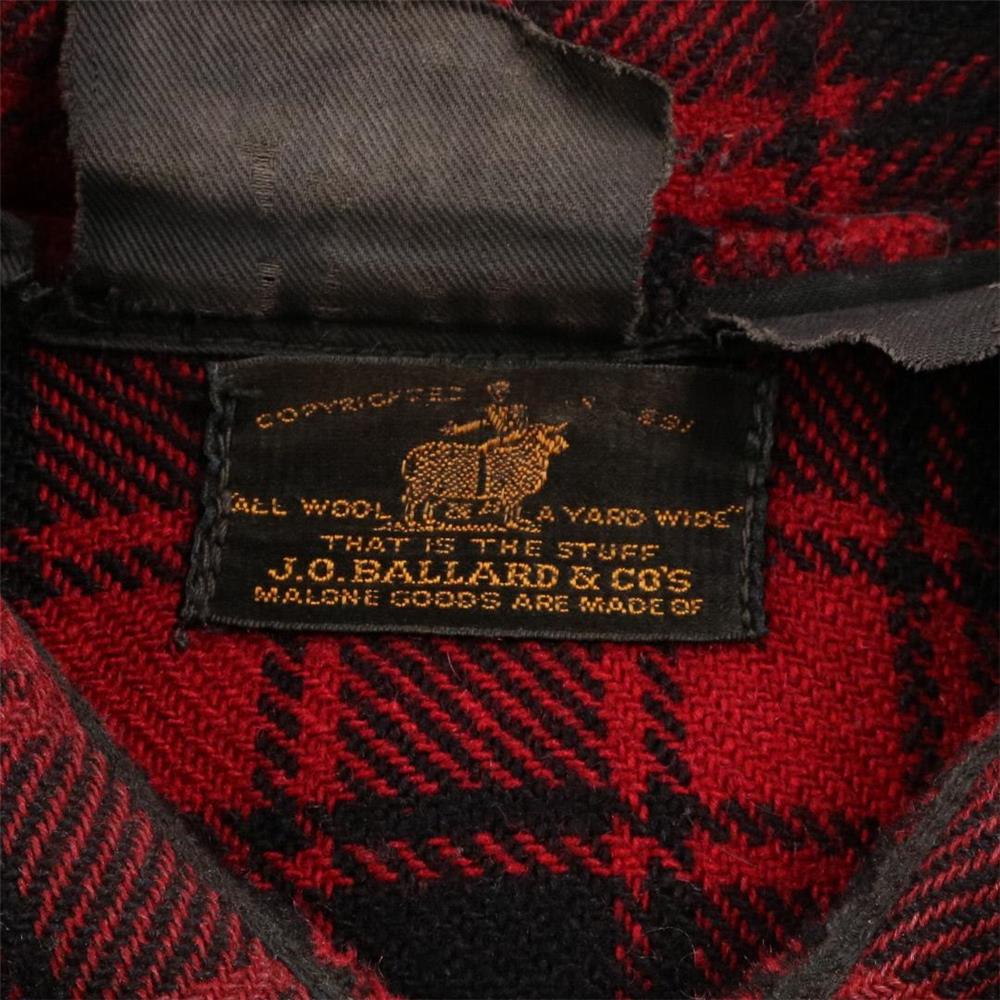 COPYRIGHTED
"ALL WOOL & A YARD WIDE"
THAT IS THE STUFF
J.O. BALLARD & CO'S
MALONE GOODS ARE MADE OF